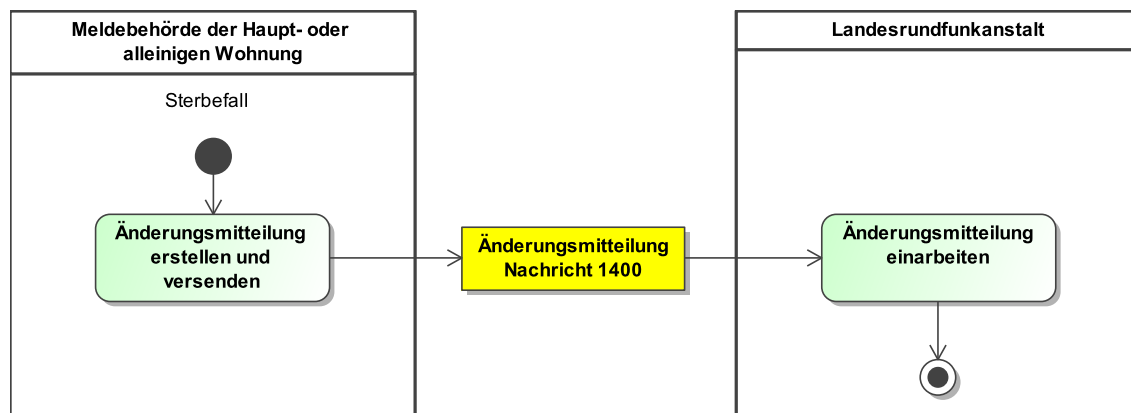 Meldebehörde der Haupt- oder
alleinigen Wohnung
Landesrundfunkanstalt
Sterbefall
Änderungsmitteilung
erstellen und
versenden
Änderungsmitteilung
Nachricht 1400
Änderungsmitteilung
einarbeiten